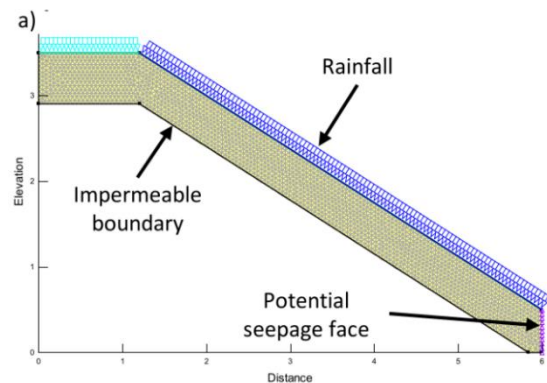 a)
Rainfall
3
Elevation
Impermeable
boundary
2
1
Potential
seepage face
0
0
1
2
3
4
5
6
Distance